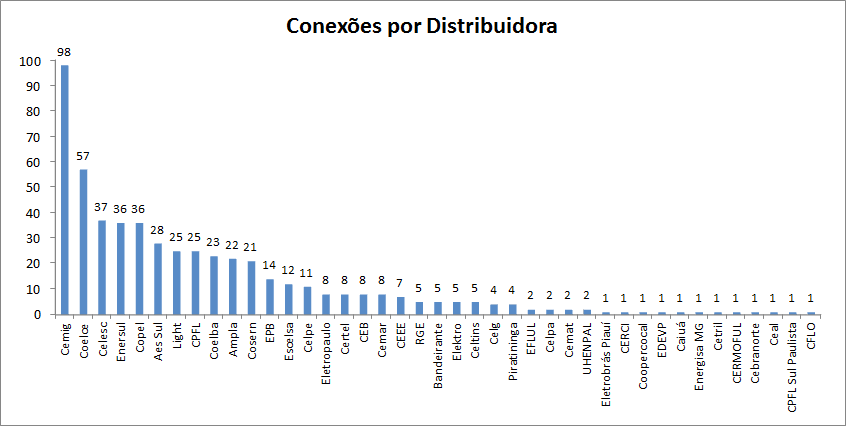 Conexões por Distribuidora
98
57
37
36
36
28
25
25
23
22
21
14
12
11
8
8
8
8
7
5
5
5
5
4
4
2
2
2
2
1
1
1
1
1
1
1
1
1
1
1
1
100
90
80
70
60
50
40
30
20
10
0
Cemig
Coelce
Celesc
Enersul
Copel
Aes Sul
Light
CPFL
Coelba
Ampla
Cosern
EPB
Escelsa
Celpe
Eletropaulo
Certel
CEB
Cemar
CEEE
RGE
Bandeirante
Elektro
Celtins
Celg
Piratininga
EFLUL
Celpa
Cemat
UHENPAL
Eletrobrás Piauí
CERCI
Coopercocal
EDEVP
Caiuá
Energisa MG
Cetril
CERMOFUL
Cebranorte
Ceal
CPFL Sul Paulista
CFLO